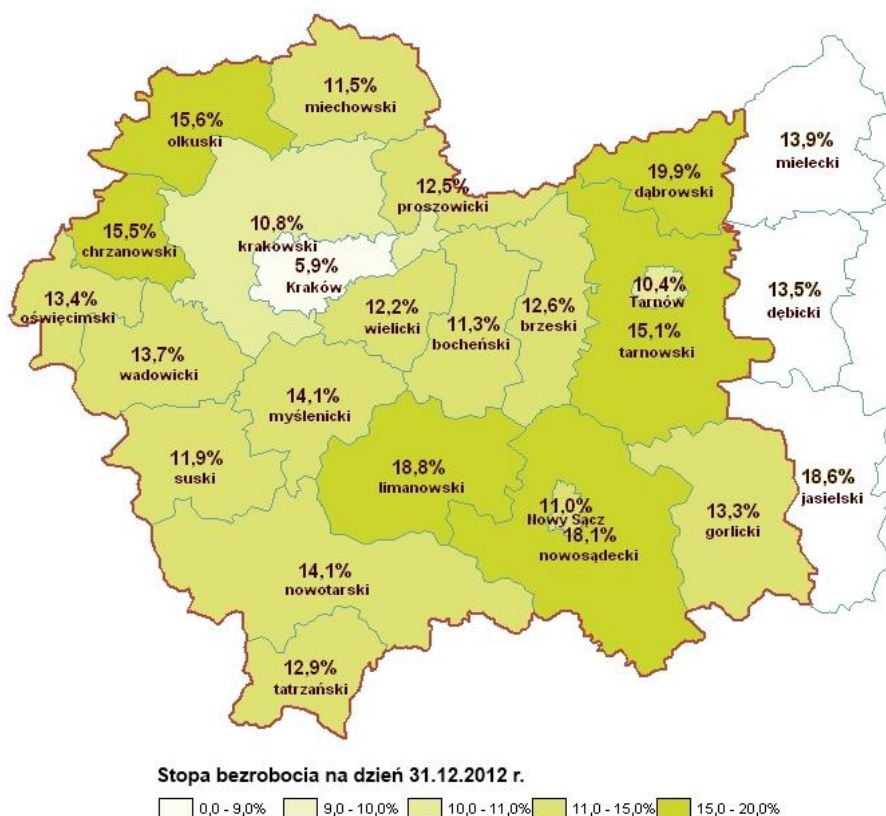 11,5%
miechowski
15,6%
olkuski
13,9%
mielecki
19,9%
dąbrowski
12,5%
proszowicki
10,8%
krakowski
15,5%
chrzanowski
5,9%
Kraków
13,4%
oświęcimski
10,4%
Tarnów
13,5%
dębicki
12,2%
wielicki
11,3%
bocheński
12,6%
brzeski
15,1%
tarnowski
13,7%
wadowicki
14,1%
myślenicki
11,9%
suski
18,8%
limanowski
18,6%
jasielski
11,0%
Nowy Sącz
18,1%
nowosądecki
13,3%
gorlicki
14,1%
nowotarski
12,9%
tatrzański
Stopa bezrobocia na dzień 31.12.2012 r.
0,0 - 9,0% 9,0 - 10,0% 10,0 - 11,0% 11,0 - 15,0% 15,0 - 20,0%